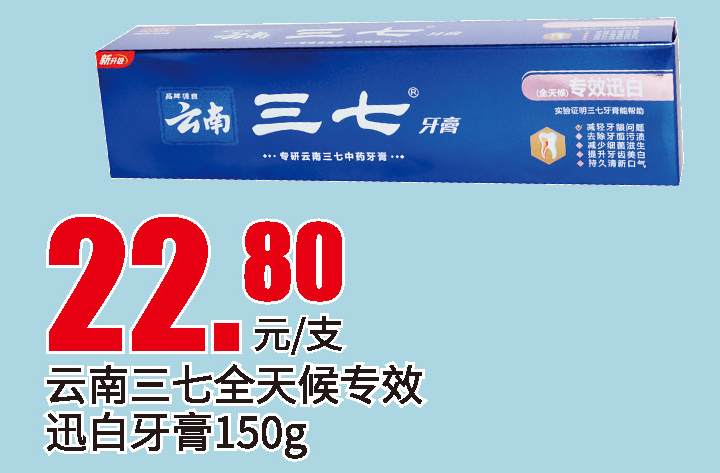 新升级
品牌源自
云南
三七®
牙膏
专研云南三七中药牙膏
(全天候)专效迅白
实验证明三七牙膏能帮助
减轻牙龈问题
去除牙面污渍
减少细菌滋生
提升牙齿美白
持久清新口气
22.80
元/支
云南三七全天候专效
迅白牙膏150g